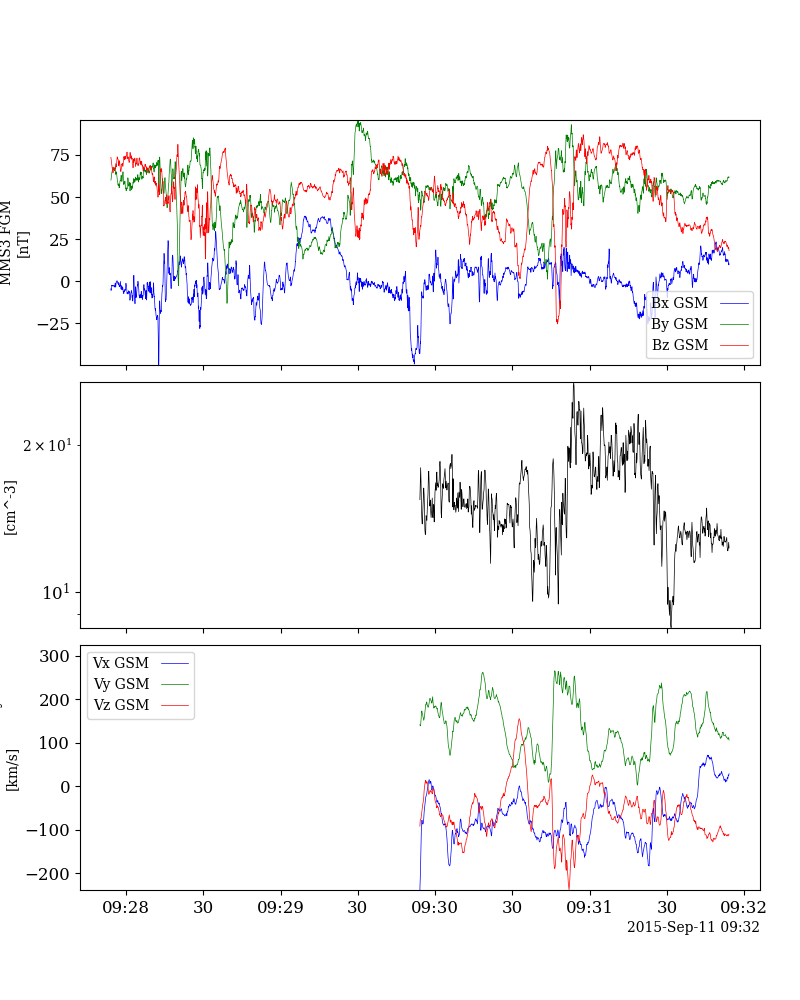 MMS3 FGM
[nT]
75
50
25
0
−25
Bx GSM
By GSM
Bz GSM
[cm^-3]
2×10¹
10¹
[km/s]
300
200
100
0
−100
−200
Vx GSM
Vy GSM
Vz GSM
09:28 30 09:29 30 09:30 30 09:31 30 09:32
2015-Sep-11 09:32